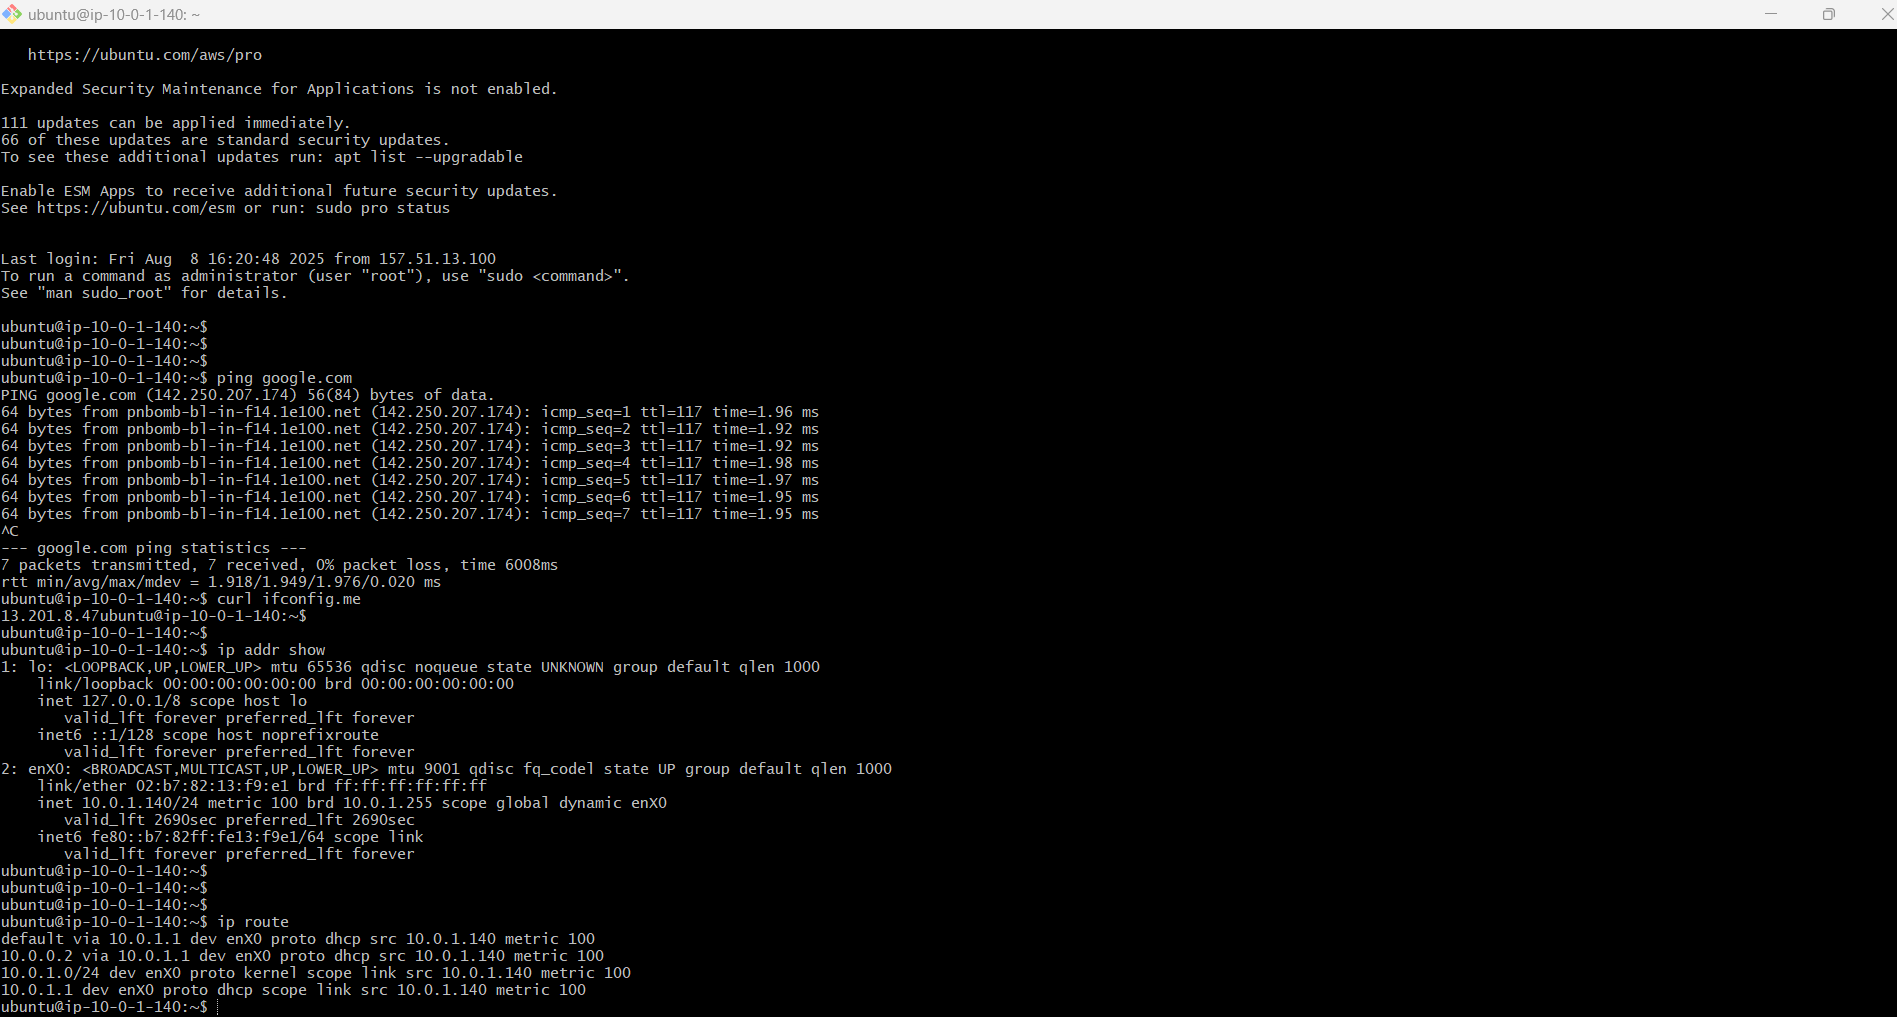 ubuntu@ip-10-0-1-140: ~
https://ubuntu.com/aws/pro
Expanded Security Maintenance for Applications is not enabled.
111 updates can be applied immediately.
66 of these updates are standard security updates.
To see these additional updates run: apt list --upgradable
Enable ESM Apps to receive additional future security updates.
See https://ubuntu.com/esm or run: sudo pro status
Last login: Fri Aug  8 16:20:48 2025 from 157.51.13.100
To run a command as administrator (user "root"), use "sudo <command>".
See "man sudo_root" for details.
ubuntu@ip-10-0-1-140:~$
ubuntu@ip-10-0-1-140:~$
ubuntu@ip-10-0-1-140:~$
ubuntu@ip-10-0-1-140:~$ ping google.com
PING google.com (142.250.207.174) 56(84) bytes of data.
64 bytes from pnbomb-bl-in-f14.1e100.net (142.250.207.174): icmp_seq=1 ttl=117 time=1.96 ms
64 bytes from pnbomb-bl-in-f14.1e100.net (142.250.207.174): icmp_seq=2 ttl=117 time=1.92 ms
64 bytes from pnbomb-bl-in-f14.1e100.net (142.250.207.174): icmp_seq=3 ttl=117 time=1.92 ms
64 bytes from pnbomb-bl-in-f14.1e100.net (142.250.207.174): icmp_seq=4 ttl=117 time=1.98 ms
64 bytes from pnbomb-bl-in-f14.1e100.net (142.250.207.174): icmp_seq=5 ttl=117 time=1.97 ms
64 bytes from pnbomb-bl-in-f14.1e100.net (142.250.207.174): icmp_seq=6 ttl=117 time=1.95 ms
64 bytes from pnbomb-bl-in-f14.1e100.net (142.250.207.174): icmp_seq=7 ttl=117 time=1.95 ms
^C
--- google.com ping statistics ---
7 packets transmitted, 7 received, 0% packet loss, time 6008ms
rtt min/avg/max/mdev = 1.918/1.949/1.976/0.020 ms
ubuntu@ip-10-0-1-140:~$ curl ifconfig.me
13.201.8.47ubuntu@ip-10-0-1-140:~$
ubuntu@ip-10-0-1-140:~$
ubuntu@ip-10-0-1-140:~$ ip addr show
1: lo: <LOOPBACK,UP,LOWER_UP> mtu 65536 qdisc noqueue state UNKNOWN group default qlen 1000
    link/loopback 00:00:00:00:00:00 brd 00:00:00:00:00:00
    inet 127.0.0.1/8 scope host lo
       valid_lft forever preferred_lft forever
    inet6 ::1/128 scope host noprefixroute
       valid_lft forever preferred_lft forever
2: enX0: <BROADCAST,MULTICAST,UP,LOWER_UP> mtu 9001 qdisc fq_codel state UP group default qlen 1000
    link/ether 02:b7:82:13:f9:e1 brd ff:ff:ff:ff:ff:ff
    inet 10.0.1.140/24 metric 100 brd 10.0.1.255 scope global dynamic enX0
       valid_lft 2690sec preferred_lft 2690sec
    inet6 fe80::b7:82ff:fe13:f9e1/64 scope link
       valid_lft forever preferred_lft forever
ubuntu@ip-10-0-1-140:~$
ubuntu@ip-10-0-1-140:~$
ubuntu@ip-10-0-1-140:~$
ubuntu@ip-10-0-1-140:~$ ip route
default via 10.0.1.1 dev enX0 proto dhcp src 10.0.1.140 metric 100
10.0.0.2 via 10.0.1.1 dev enX0 proto dhcp src 10.0.1.140 metric 100
10.0.1.0/24 dev enX0 proto kernel scope link src 10.0.1.140 metric 100
10.0.1.1 dev enX0 proto dhcp scope link src 10.0.1.140 metric 100
ubuntu@ip-10-0-1-140:~$